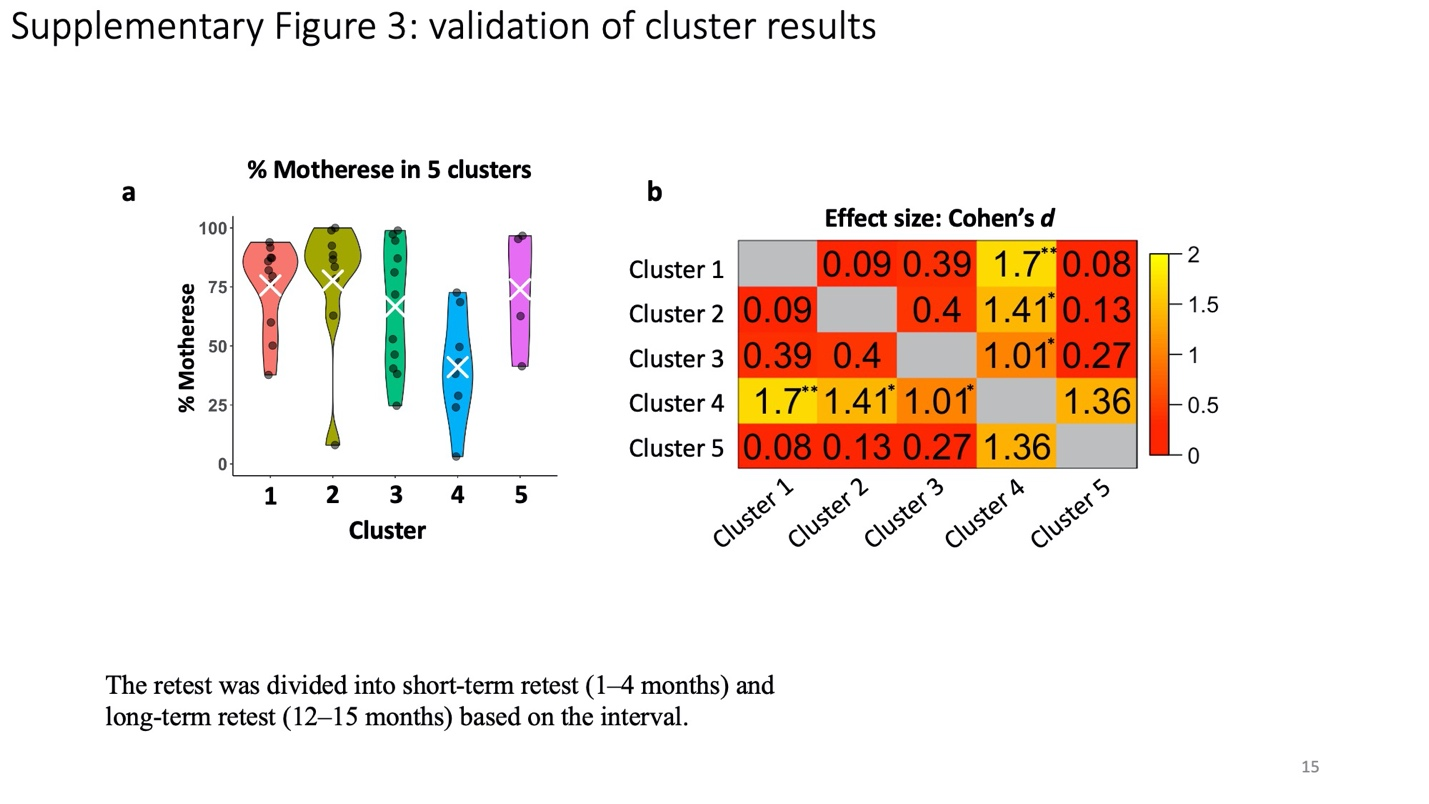 Supplementary Figure 3: validation of cluster results
a
% Motherese in 5 clusters
% Motherese
100
75
50
25
0
1 2 3 4 5
Cluster
b
Effect size: Cohen's d
Cluster 1 0.09 0.39 1.7** 0.08
Cluster 2 0.09 0.4 1.41* 0.13
Cluster 3 0.39 0.4 1.01* 0.27
Cluster 4 1.7** 1.41* 1.01* 1.36
Cluster 5 0.08 0.13 0.27 1.36
Cluster 1 Cluster 2 Cluster 3 Cluster 4 Cluster 5
2
1.5
1
0.5
0
The retest was divided into short-term retest (1–4 months) and
long-term retest (12–15 months) based on the interval.
15